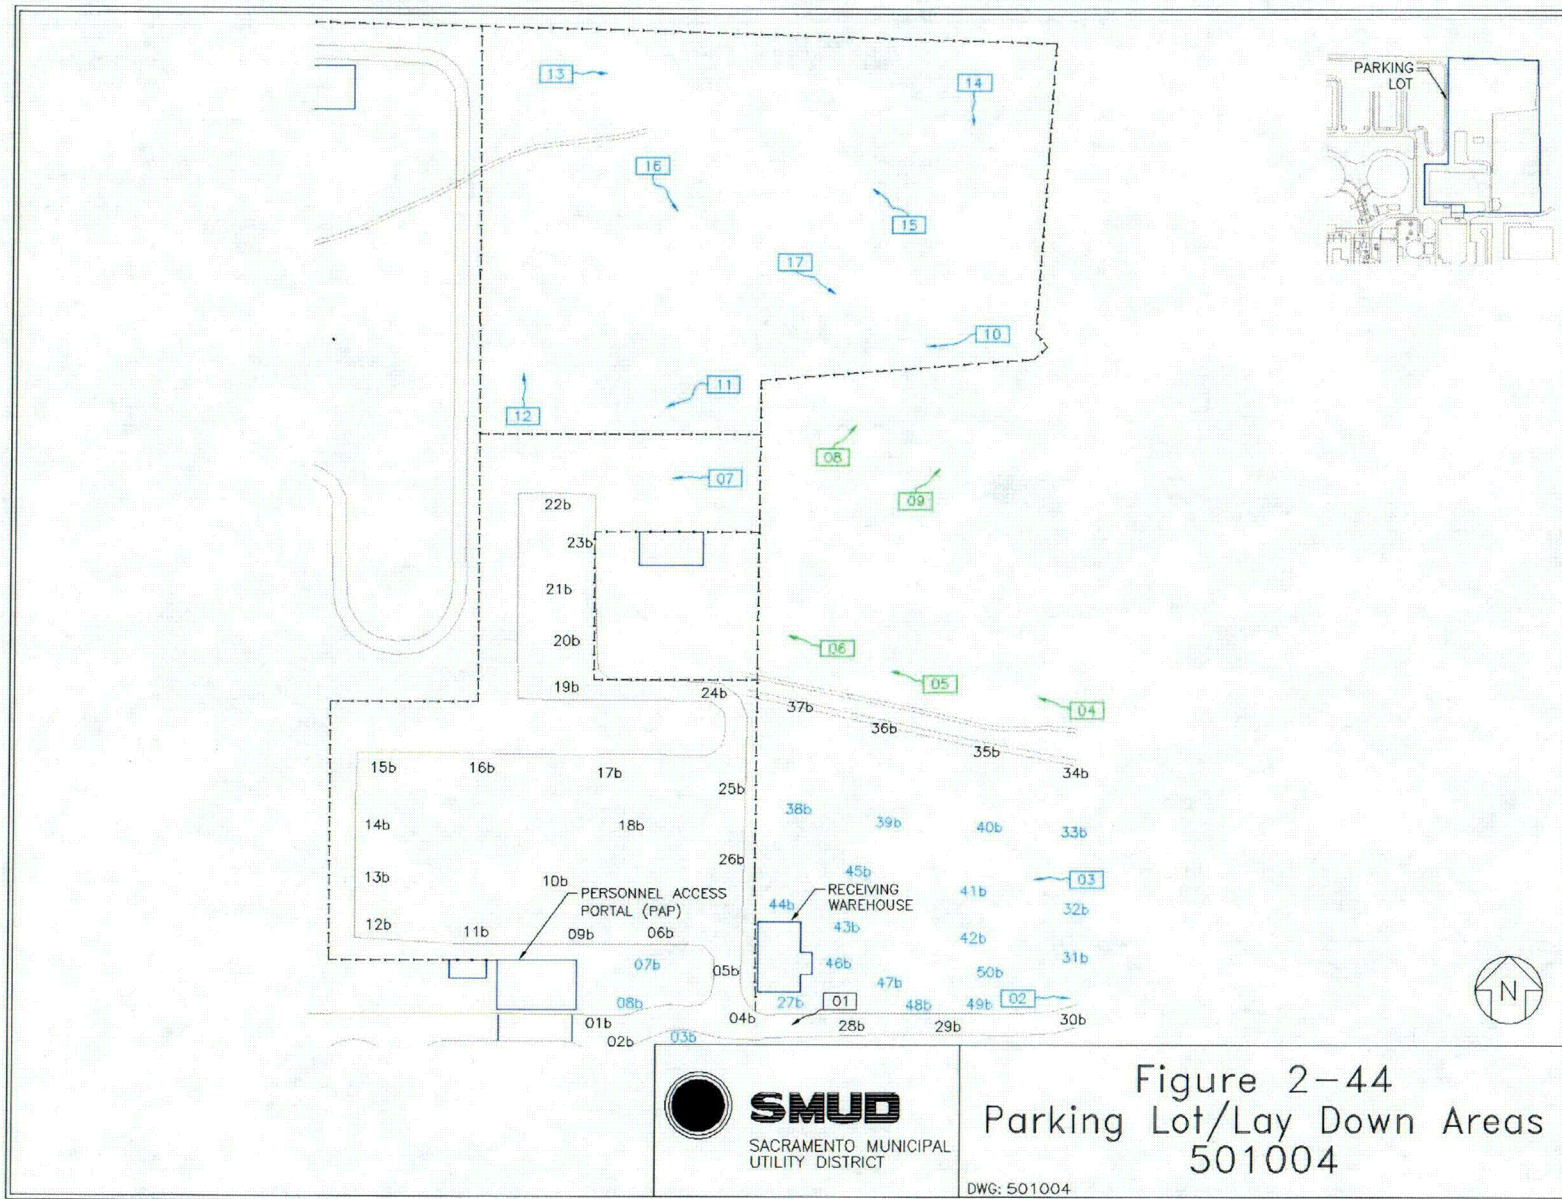 PARKING
LOT
13
14
16
15
17
10
11
12
08
07
09
22b
23b
21b
20b
06
19b
24b
05
37b
04
36b
35b
15b
16b
17b
34b
25b
38b
14b
18b
39b
40b
33b
26b
45b
13b
10b
03
PERSONNEL ACCESS
PORTAL (PAP)
RECEIVING
WAREHOUSE
41b
44b
32b
12b
11b
09b
06b
43b
42b
07b
05b
46b
31b
50b
47b
08b
27b
01
48b
49b
02
01b
04b
28b
29b
30b
02b
03b
N
SMUD
SACRAMENTO MUNICIPAL
UTILITY DISTRICT
Figure 2-44
Parking Lot/Lay Down Areas
501004
DWG: 501004